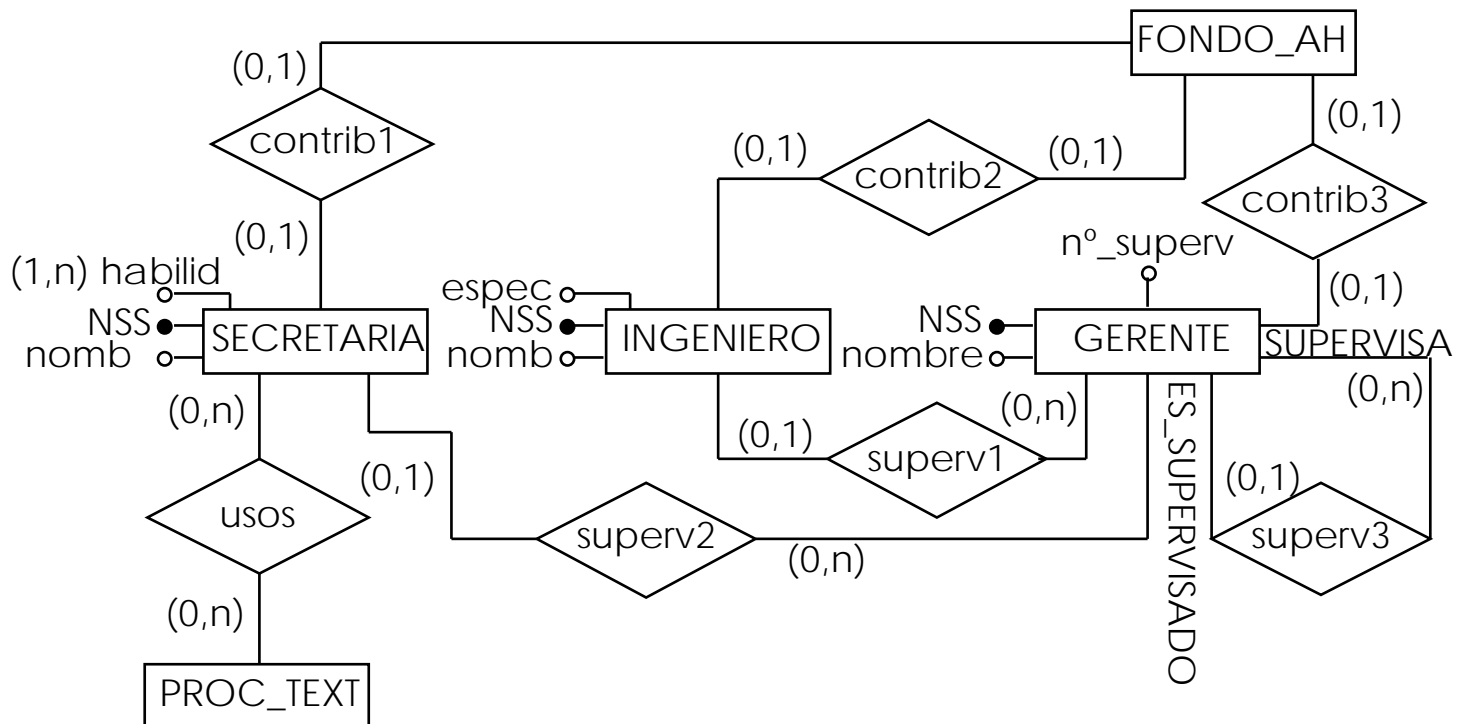 FONDO_AH
(0,1)
contrib1
(0,1)
(0,1)
contrib2
(0,1)
(0,1)
contrib3
(0,1)
nº_superv
(1,n) habilid
NSS
nomb
SECRETARIA
espec
NSS
nomb
INGENIERO
NSS
nombre
GERENTE
SUPERVISA
(0,n)
(0,n)
(0,1)
superv1
(0,n)
ES_SUPERVISADO
(0,1)
superv3
(0,1)
superv2
(0,n)
usos
(0,n)
PROC_TEXT